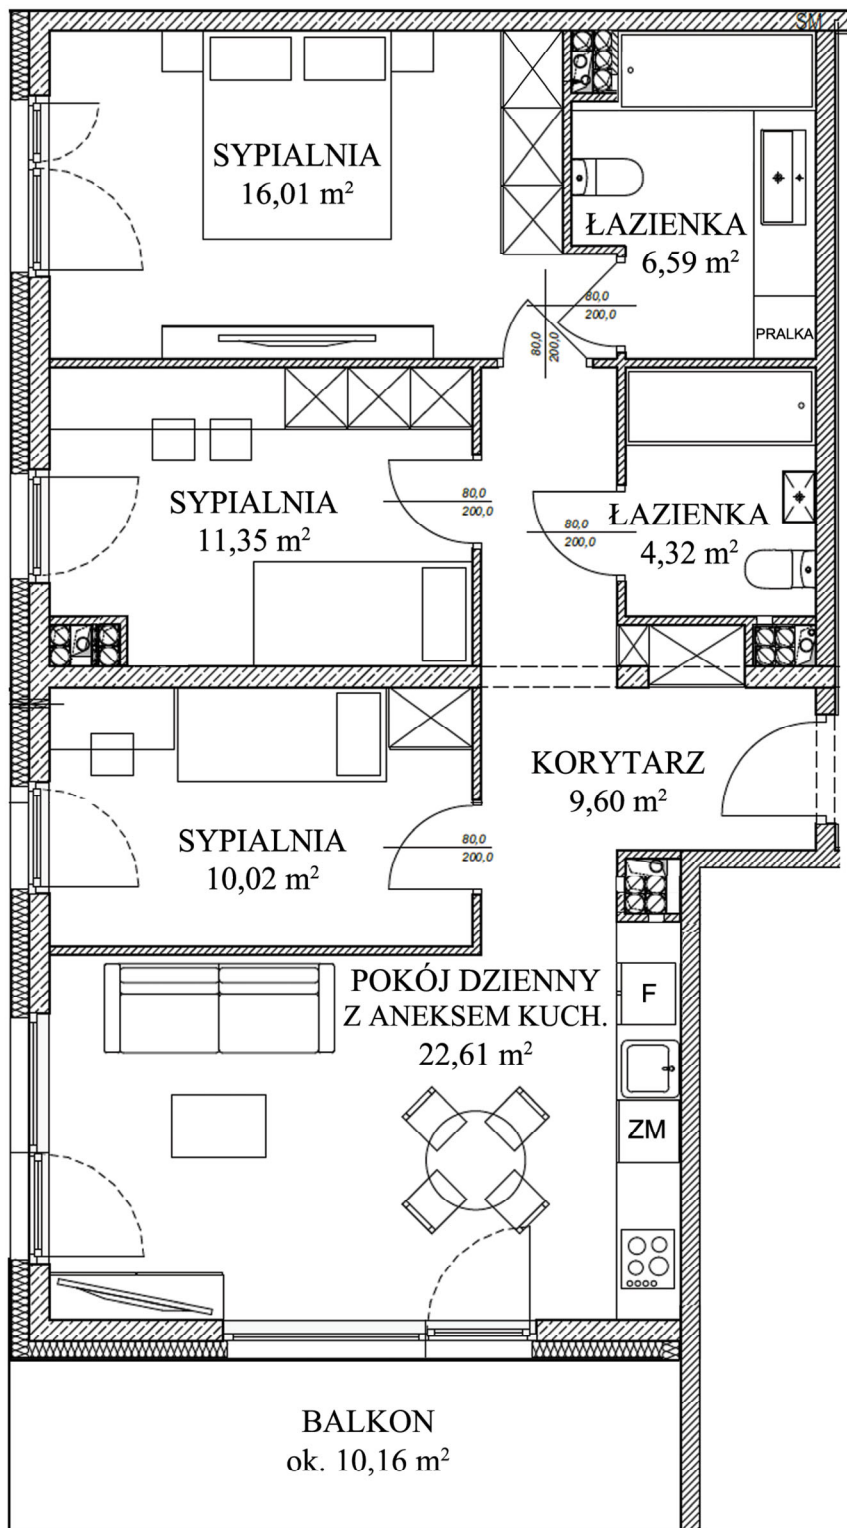 SM
SYPIALNIA
16,01 m²
ŁAZIENKA
6,59 m²
80,0
200,0
80,0
200,0
PRALKA
SYPIALNIA
11,35 m²
80,0
200,0
80,0
200,0
ŁAZIENKA
4,32 m²
KORYTARZ
9,60 m²
SYPIALNIA
10,02 m²
80,0
200,0
POKÓJ DZIENNY
Z ANEKSEM KUCH.
22,61 m²
F
ZM
BALKON
ok. 10,16 m²